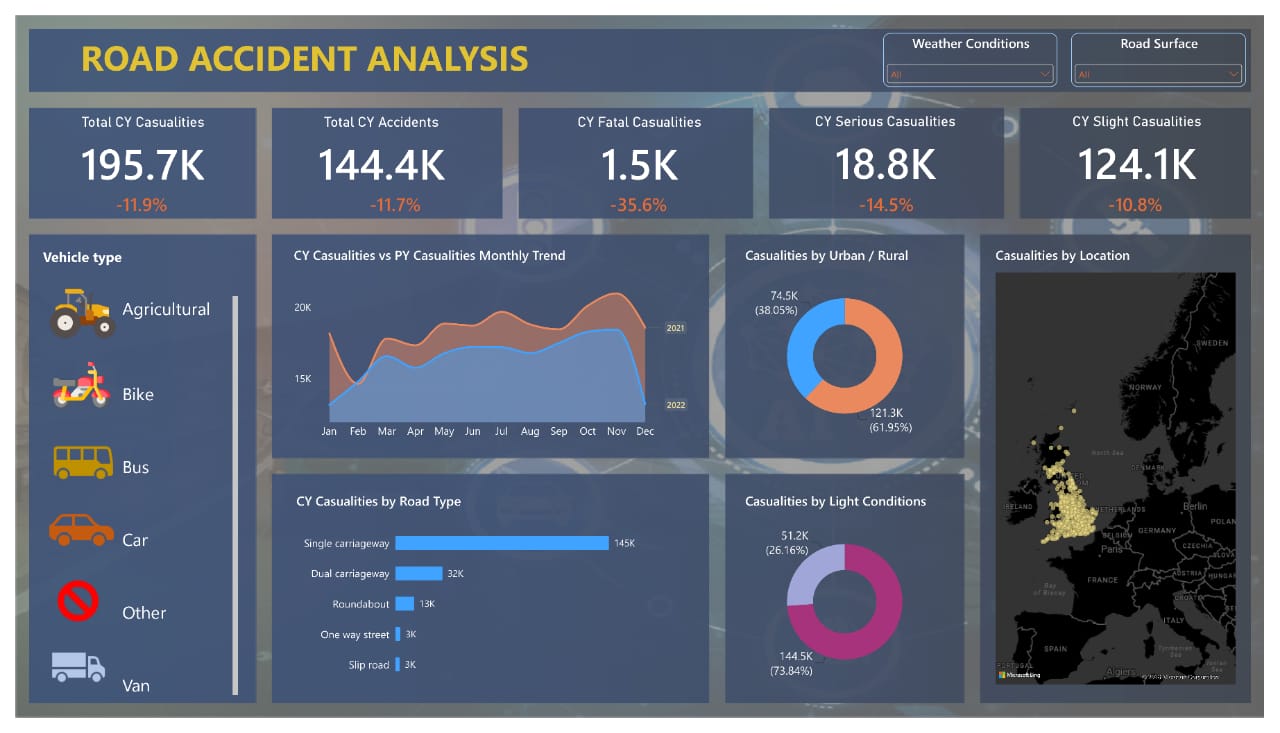 ROAD ACCIDENT ANALYSIS
Weather Conditions
All
Road Surface
All
Total CY Casualities
195.7K
-11.9%
Total CY Accidents
144.4K
-11.7%
CY Fatal Casualities
1.5K
-35.6%
CY Serious Casualities
18.8K
-14.5%
CY Slight Casualities
124.1K
-10.8%
Vehicle type
Agricultural
Bike
Bus
Car
Other
Van
CY Casualities vs PY Casualities Monthly Trend
20K
15K
2021
2022
Jan Feb Mar Apr May Jun Jul Aug Sep Oct Nov Dec
CY Casualities by Road Type
Single carriageway 145K
Dual carriageway 32K
Roundabout 13K
One way street 3K
Slip road 3K
Casualities by Urban / Rural
74.5K
(38.05%)
121.3K
(61.95%)
Casualities by Light Conditions
51.2K
(26.16%)
144.5K
(73.84%)
Casualities by Location
SWEDEN
NORWAY
North Sea
DENMARK
Berlin
GERMANY
BELGIUM
Paris
CZECHIA
FRANCE
AUSTRIA
Bay
of Biscay
ITALY
SPAIN
PORTUGAL
Algiers
Microsoft Bing